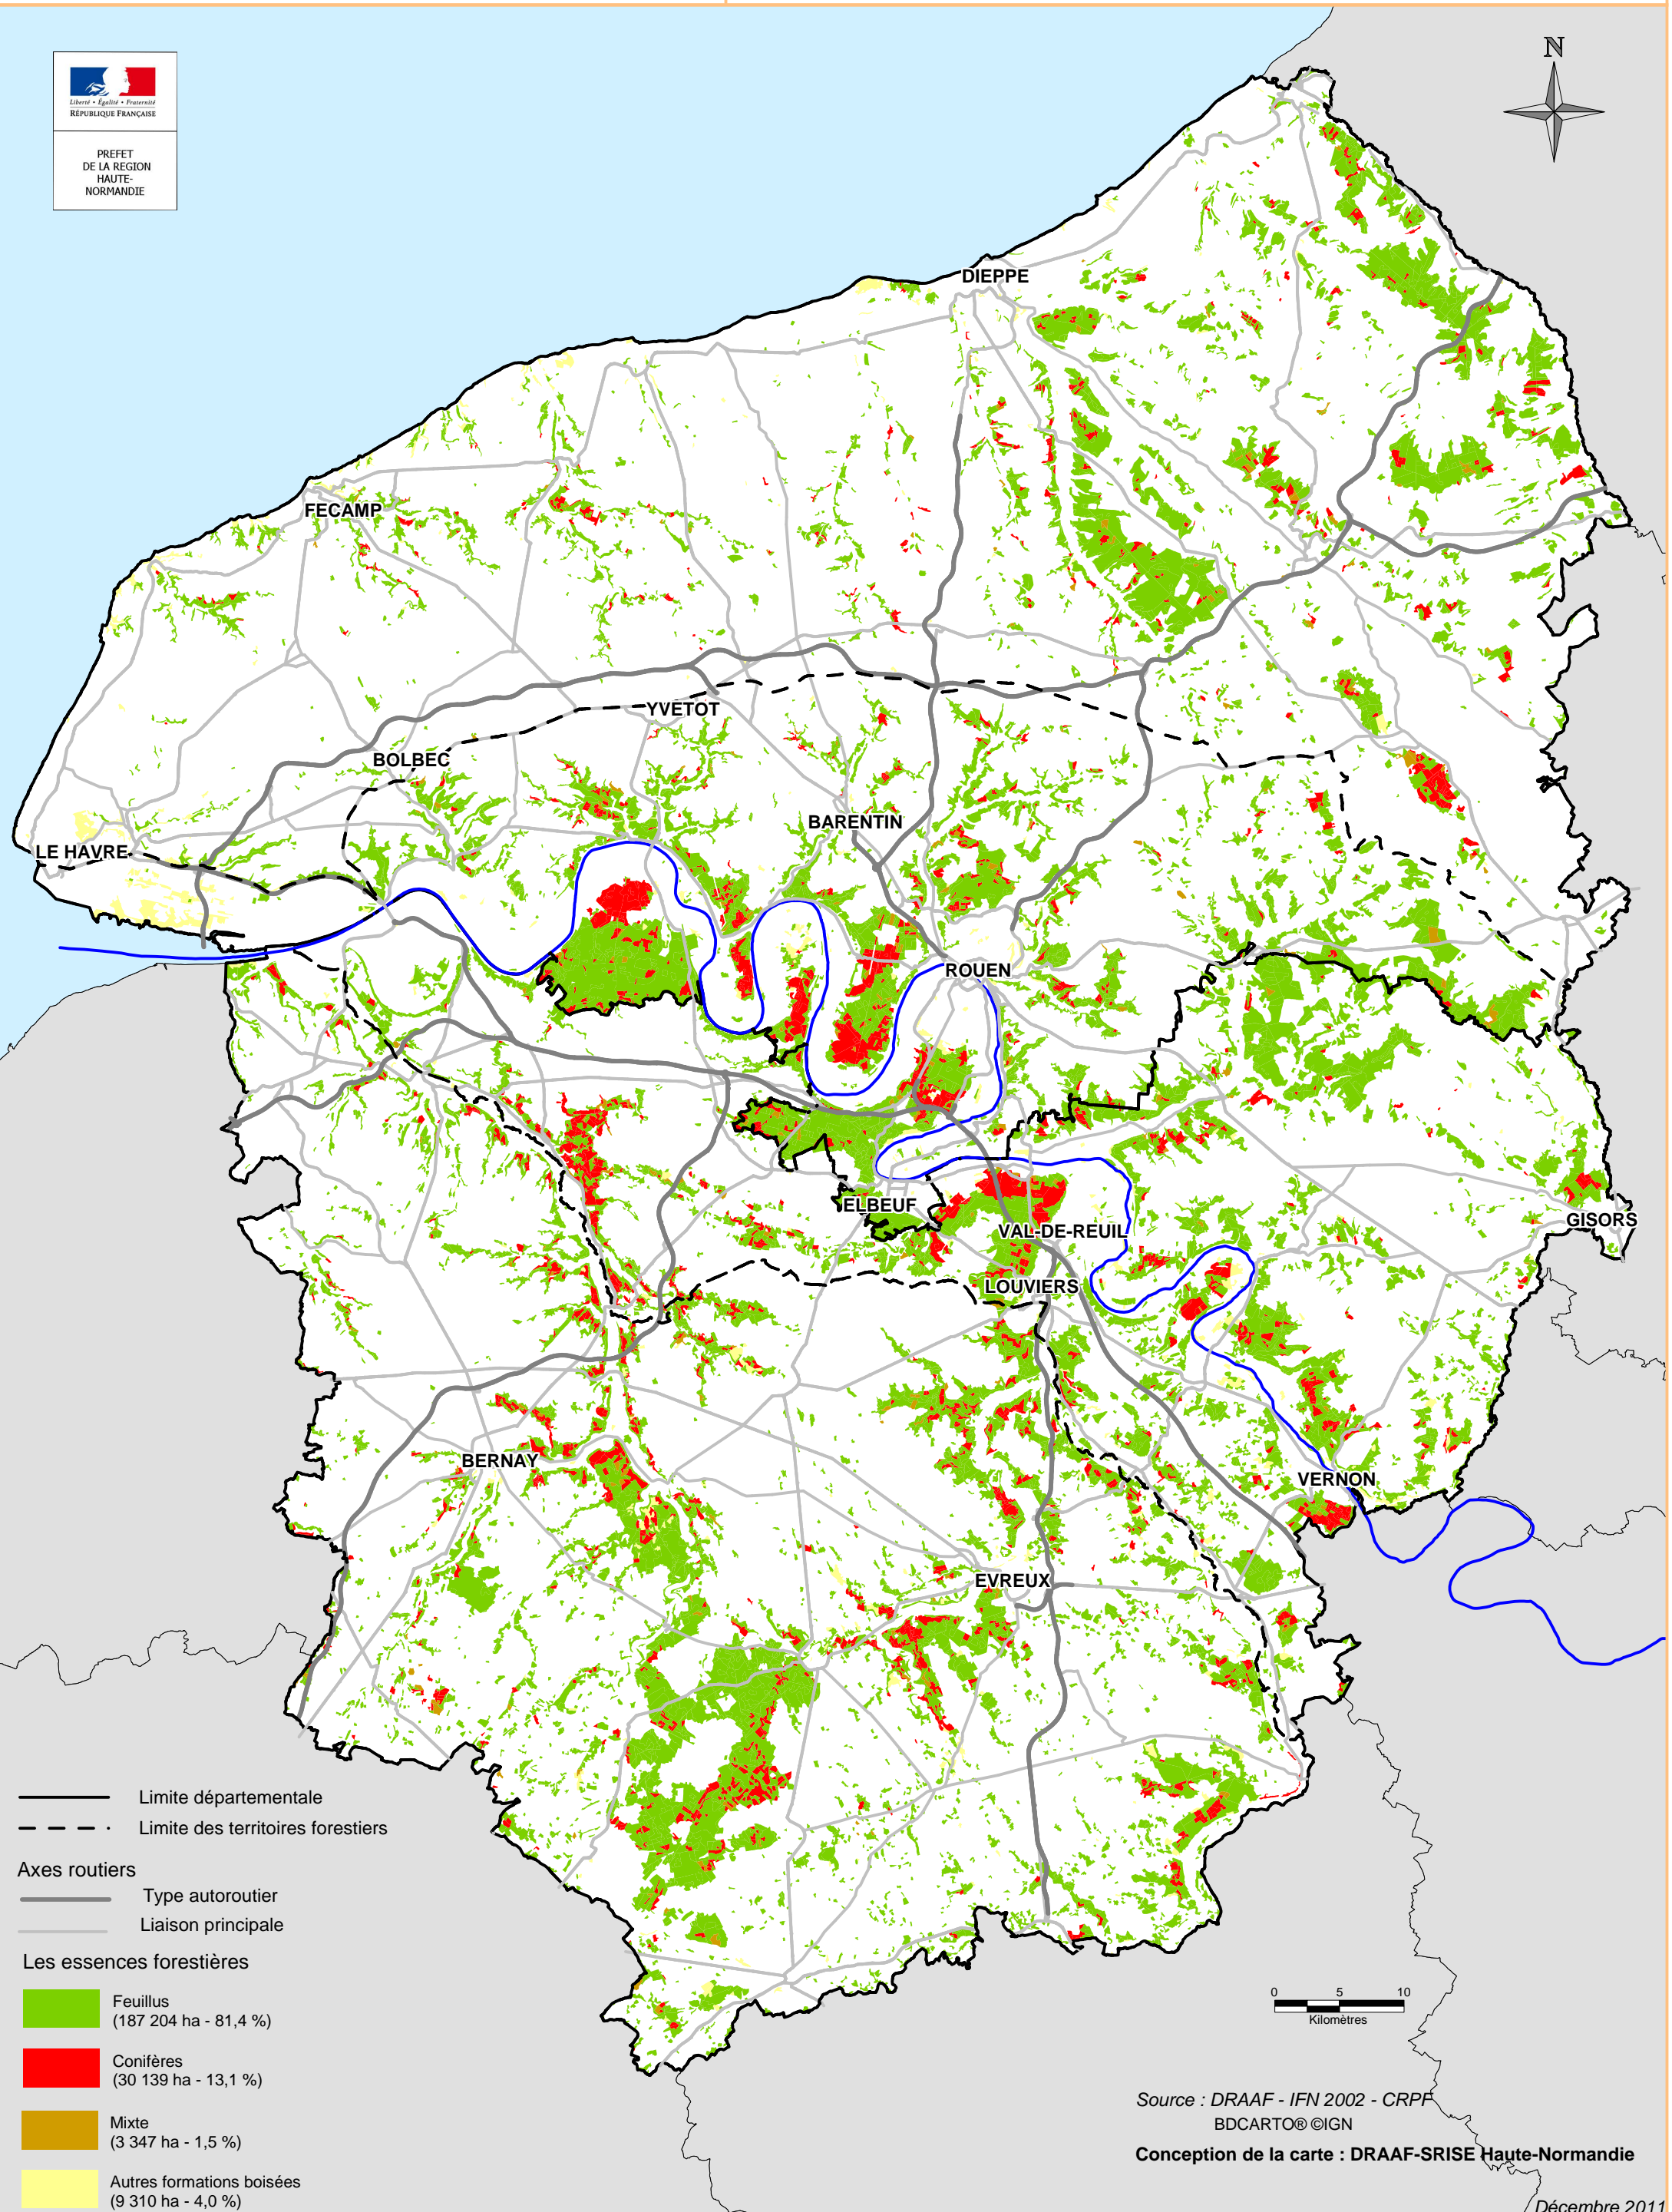 Liberté • Égalité • Fraternité
RÉPUBLIQUE FRANÇAISE
PREFET
DE LA REGION
HAUTE-
NORMANDIE
N
DIEPPE
FECAMP
YVETOT
BOLBEC
BARENTIN
LE HAVRE
ROUEN
ELBEUF
GISORS
VAL-DE-REUIL
LOUVIERS
BERNAY
VERNON
EVREUX
Limite départementale
Limite des territoires forestiers
Axes routiers
Type autoroutier
Liaison principale
Les essences forestières
Feuillus
(187 204 ha - 81,4 %)
Conifères
(30 139 ha - 13,1 %)
Mixte
(3 347 ha - 1,5 %)
Autres formations boisées
(9 310 ha - 4,0 %)
0 5 10
Kilomètres
Source : DRAAF - IFN 2002 - CRPF
BDCARTO® ©IGN
Conception de la carte : DRAAF-SRISE Haute-Normandie
Décembre 2011